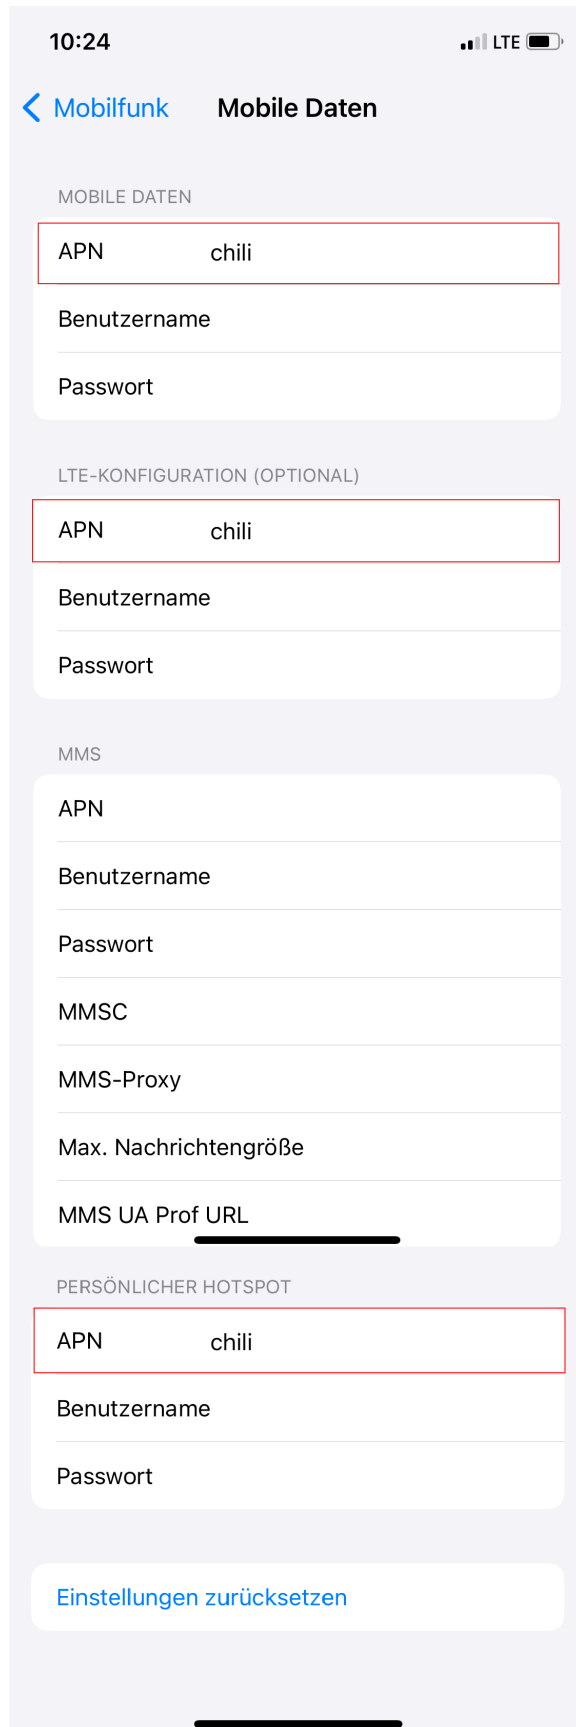 10:24
LTE
Mobilfunk
Mobile Daten
MOBILE DATEN
APN chili
Benutzername
Passwort
LTE-KONFIGURATION (OPTIONAL)
APN chili
Benutzername
Passwort
MMS
APN
Benutzername
Passwort
MMSC
MMS-Proxy
Max. Nachrichtengröße
MMS UA Prof URL
PERSÖNLICHER HOTSPOT
APN chili
Benutzername
Passwort
Einstellungen zurücksetzen